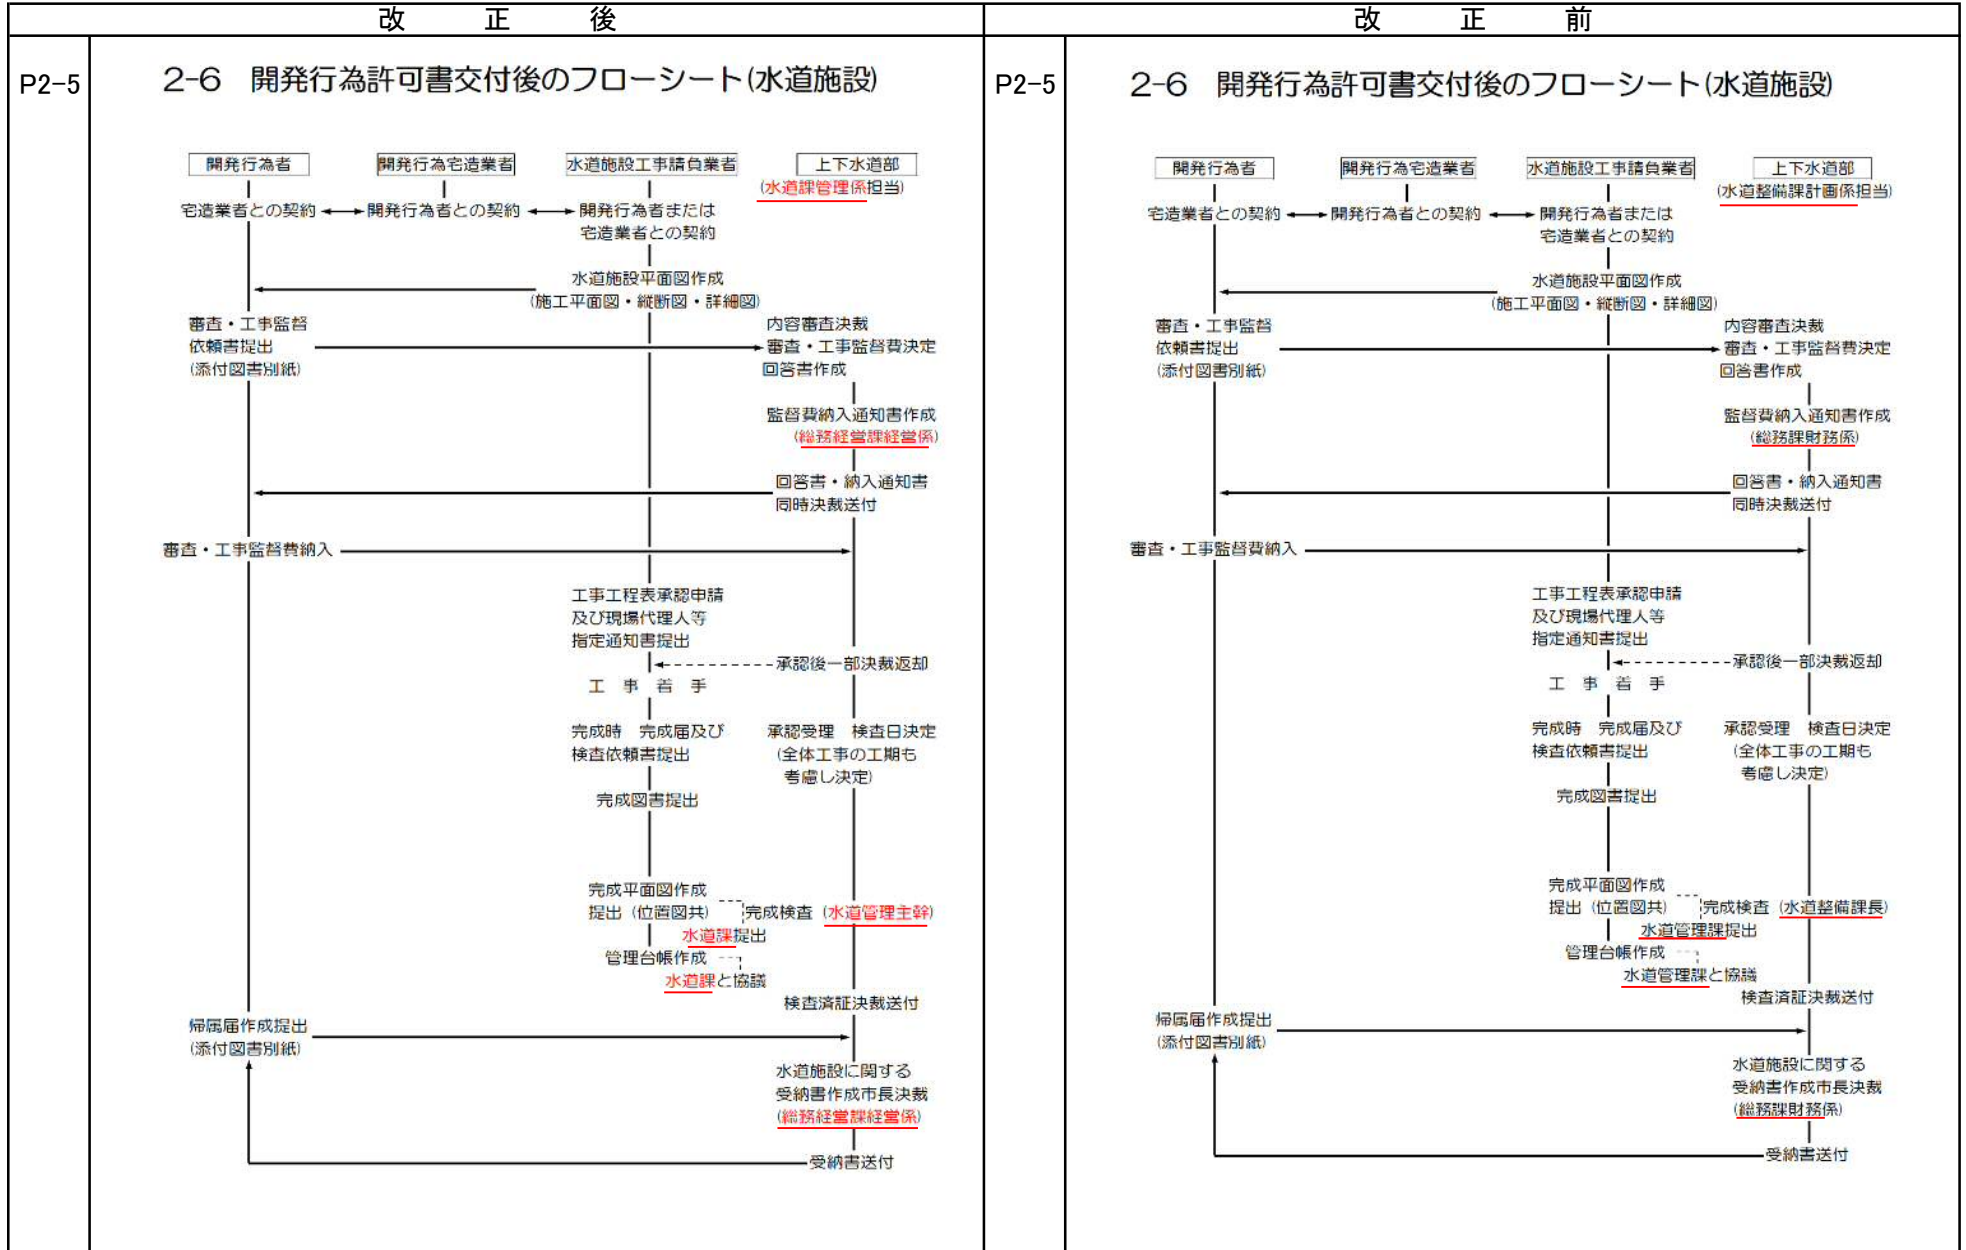 改正後
P2-5
2-6 開発行為許可書交付後のフローシート(水道施設)
開発行為者 開発行為宅造業者 水道施設工事請負業者 上下水道部
(水道課管理係担当)
宅造業者との契約 開発行為者との契約 開発行為者または
宅造業者との契約
水道施設平面図作成
(施工平面図・縦断図・詳細図)
審査・工事監督 内容審査決裁
依頼書提出 審査・工事監督費決定
(添付図書別紙) 回答書作成
監督費納入通知書作成
(総務経営課経営係)
回答書・納入通知書
同時決裁送付
審査・工事監督費納入
工事工程表承認申請
及び現場代理人等
指定通知書提出
承認後一部決裁返却
工事着手
完成時 完成届及び 承認受理 検査日決定
検査依頼書提出 (全体工事の工期も
考慮し決定)
完成図書提出
完成平面図作成
提出(位置図共) 完成検査(水道管理主幹)
水道課提出
管理台帳作成
水道課と協議
検査済証決裁送付
帰属届作成提出
(添付図書別紙)
水道施設に関する
受納書作成市長決裁
(総務経営課経営係)
受納書送付
改正前
P2-5
2-6 開発行為許可書交付後のフローシート(水道施設)
開発行為者 開発行為宅造業者 水道施設工事請負業者 上下水道部
(水道整備課計画係担当)
宅造業者との契約 開発行為者との契約 開発行為者または
宅造業者との契約
水道施設平面図作成
(施工平面図・縦断図・詳細図)
審査・工事監督 内容審査決裁
依頼書提出 審査・工事監督費決定
(添付図書別紙) 回答書作成
監督費納入通知書作成
(総務課財務係)
回答書・納入通知書
同時決裁送付
審査・工事監督費納入
工事工程表承認申請
及び現場代理人等
指定通知書提出
承認後一部決裁返却
工事着手
完成時 完成届及び 承認受理 検査日決定
検査依頼書提出 (全体工事の工期も
考慮し決定)
完成図書提出
完成平面図作成
提出(位置図共) 完成検査(水道整備課長)
水道管理課提出
管理台帳作成
水道管理課と協議
検査済証決裁送付
帰属届作成提出
(添付図書別紙)
水道施設に関する
受納書作成市長決裁
(総務課財務係)
受納書送付